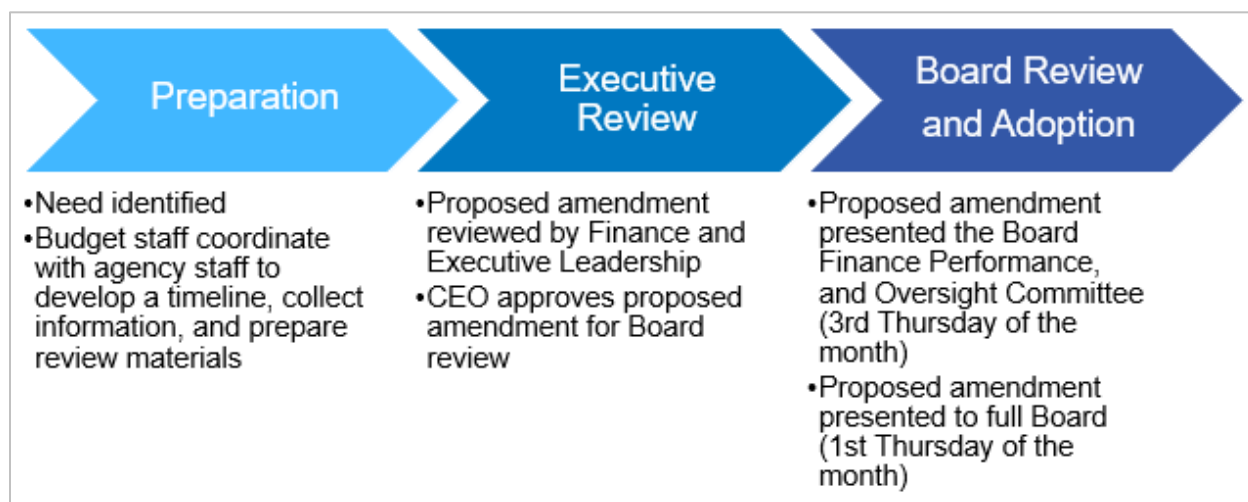 Preparation
•Need identified
•Budget staff coordinate
with agency staff to
develop a timeline, collect
information, and prepare
review materials
Executive
Review
•Proposed amendment
reviewed by Finance and
Executive Leadership
•CEO approves proposed
amendment for Board
review
Board Review
and Adoption
•Proposed amendment
presented the Board
Finance Performance,
and Oversight Committee
(3rd Thursday of the
month)
•Proposed amendment
presented to full Board
(1st Thursday of the
month)